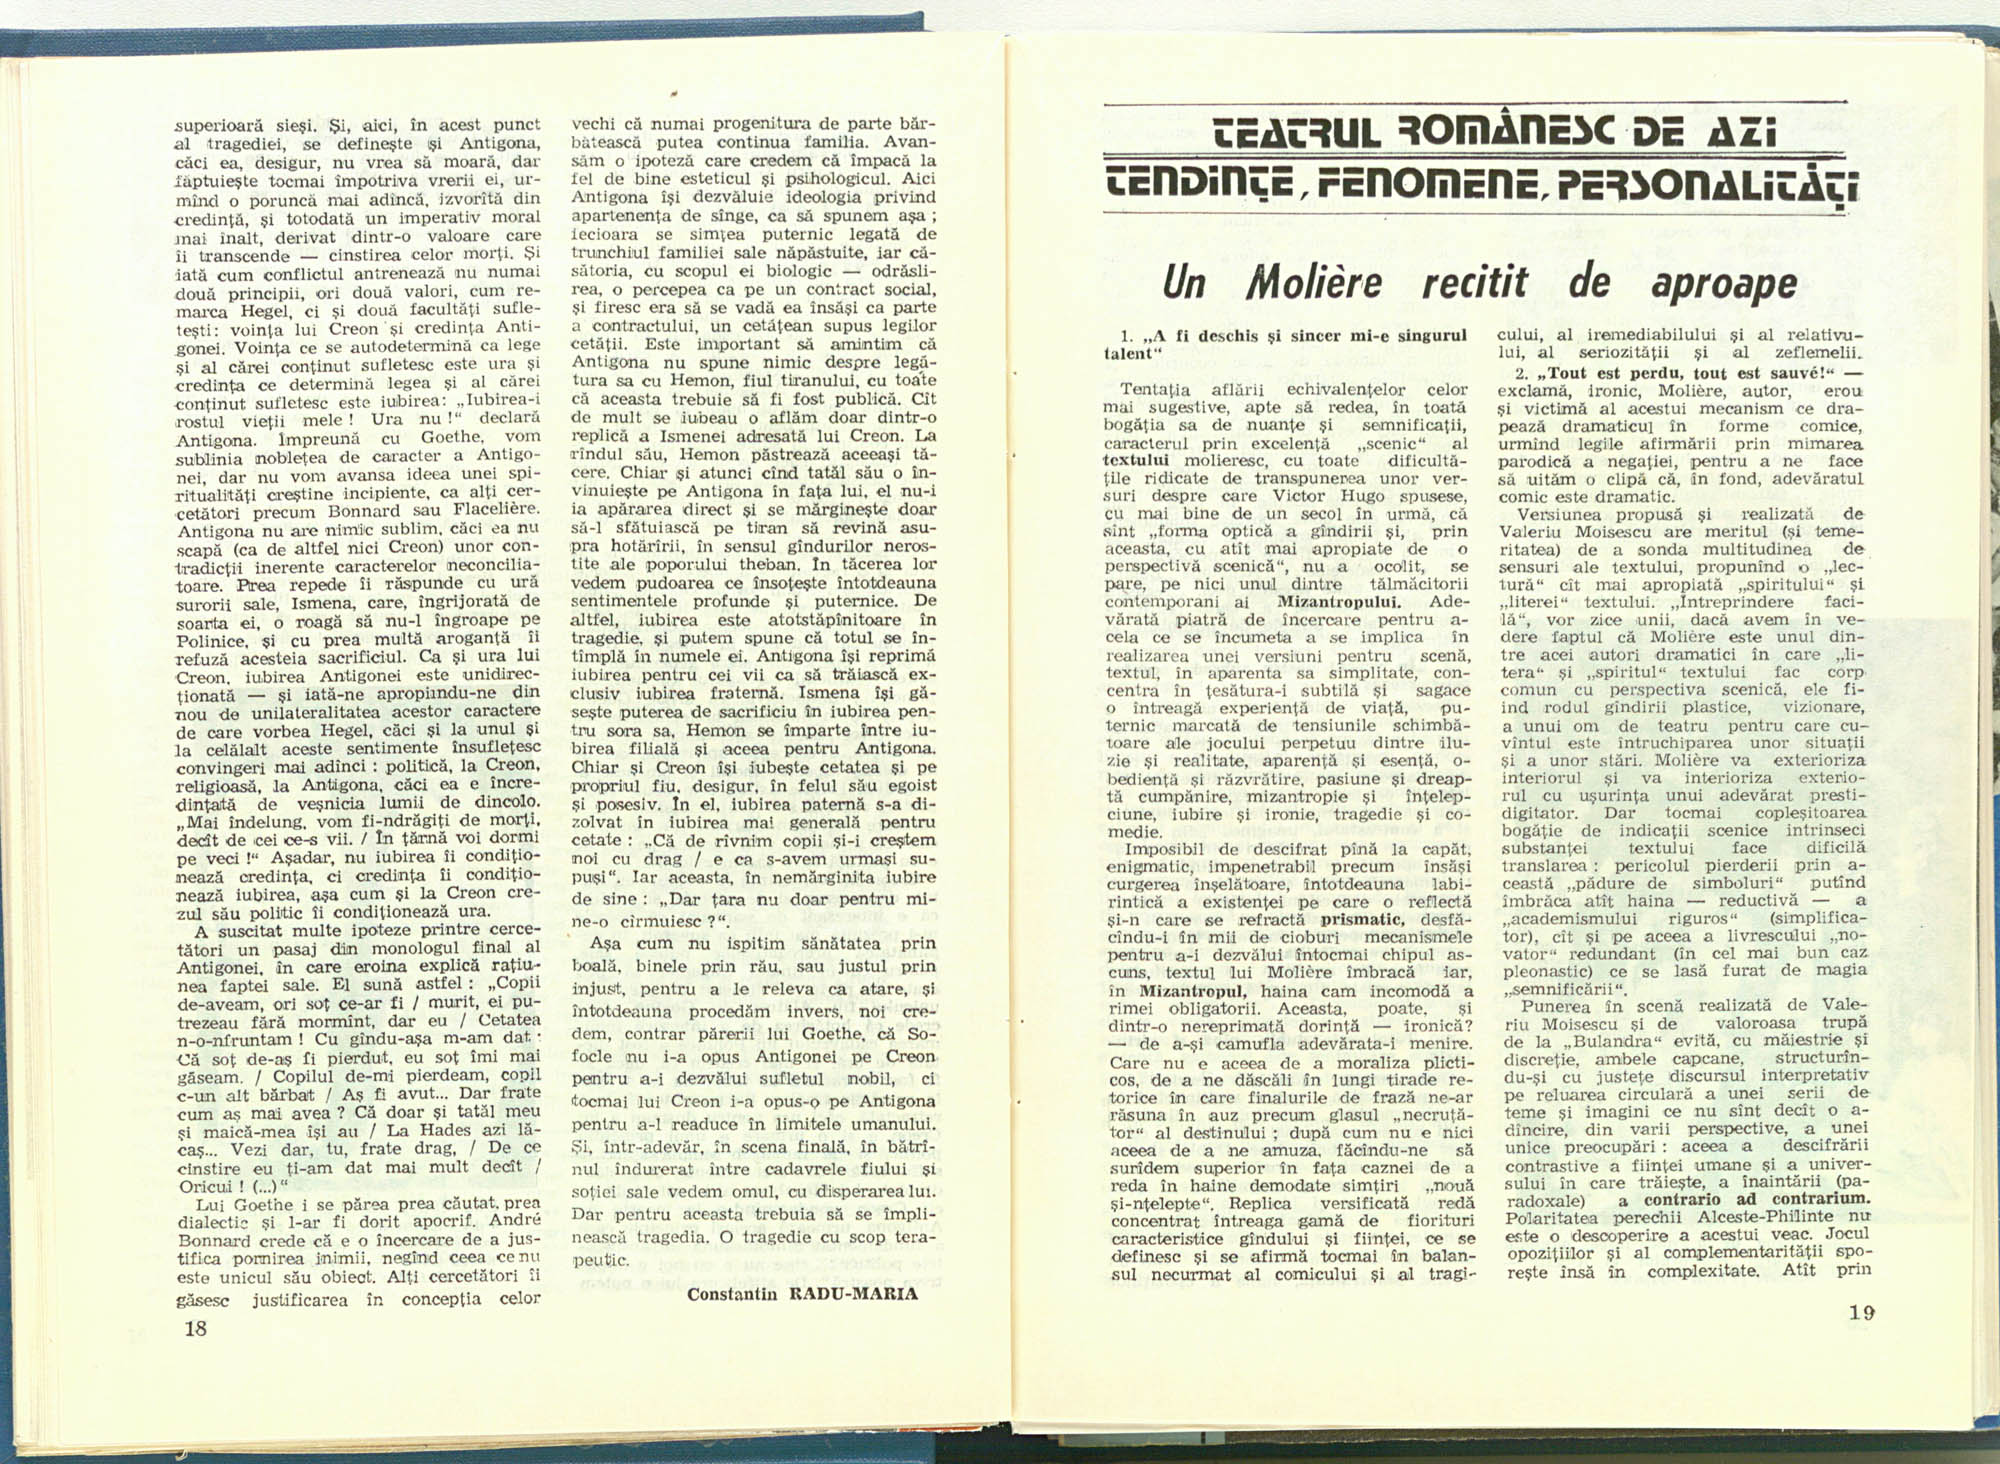 superioară sieşi. Şi, aici, în acest punct
al tragediei, se defineşte şi Antigona,
căci ea, desigur, nu vrea să moară, dar
făptuieşte tocmai împotriva vrerii ei, ur-
mînd o poruncă mai adîncă, izvorîtă din
credinţă, şi totodată un imperativ moral
mai înalt, derivat dintr-o valoare care
îi transcende — cinstirea celor morţi. Şi
iată cum conflictul antrenează nu numai
două principii, ori două valori, cum re-
marca Hegel, ci şi două facultăţi sufle-
teşti: voinţa lui Creon şi credinţa Anti-
gonei. Voinţa ce se autodetermină ca lege
şi al cărei conţinut sufletesc este ura şi
credinţa ce determină legea şi al cărei
conţinut sufletesc este iubirea: „Iubirea-i
rostul vieţii mele ! Ura nu !“ declară
Antigona. Împreună cu Goethe, vom
sublinia nobleţea de caracter a Antigo-
nei, dar nu vom avansa ideea unei spi-
ritualităţi creştine incipiente, ca alţi cer-
cetători precum Bonnard sau Flacelière.
Antigona nu are nimic sublim, căci ea nu
scapă (ca de altfel nici Creon) unor con-
tradicţii inerente caracterelor neconcilia-
toare. Prea repede îi răspunde cu ură
surorii sale, Ismena, care, îngrijorată de
soarta ei, o roagă să nu-l îngroape pe
Polinice, şi cu prea multă aroganţă îi
refuză acesteia sacrificiul. Ca şi ura lui
Creon, iubirea Antigonei este unidirec-
ţionată — şi iată-ne apropiindu-ne din
nou de unilateralitatea acestor caractere
de care vorbea Hegel, căci şi la unul şi
la celălalt aceste sentimente însufleţesc
convingeri mai adînci : politică, la Creon,
religioasă, la Antigona, căci ea e încre-
dinţată de veşnicia lumii de dincolo.
„Mai îndelung, vom fi-ndrăgiţi de morţi,
decît de cei ce-s vii. / În ţărnă voi dormi
pe veci !“ Aşadar, nu iubirea îi condiţio-
nează credinţa, ci credinţa îi condiţio-
nează iubirea, aşa cum şi la Creon cre-
zul său politic îi condiţionează ura.
A suscitat multe ipoteze printre cerce-
tători un pasaj din monologul final al
Antigonei, în care eroina explică raţiu-
nea faptei sale. El sună astfel : „Copii
de-aveam, ori soţ ce-ar fi / murit, ei pu-
trezeau fără mormînt, dar eu / Cetatea
n-o-nfruntam ! Cu gîndu-aşa m-am dat :
Că soţ de-aş fi pierdut, eu soţ îmi mai
găseam. / Copilul de-mi pierdeam, copil
c-un alt bărbat / Aş fi avut... Dar frate
cum aş mai avea ? Că doar şi tatăl meu
şi maică-mea îşi au / La Hades azi lă-
caş... Vezi dar, tu, frate drag, / De ce
cinstire eu ţi-am dat mai mult decît /
Oricui ! (...)“
Lui Goethe i se părea prea căutat, prea
dialectic şi l-ar fi dorit apocrif. André
Bonnard crede că e o încercare de a jus-
tifica pornirea inimii, negînd ceea ce nu
este unicul său obiect. Alţi cercetători îi
găsesc justificarea în concepţia celor
18
vechi că numai progenitura de parte băr-
bătească putea continua familia. Avan-
săm o ipoteză care credem că împacă la
fel de bine esteticul şi psihologicul. Aici
Antigona îşi dezvăluie ideologia privind
apartenenţa de sînge, ca să spunem aşa ;
fecioara se simţea puternic legată de
trunchiul familiei sale năpăstuite, iar că-
sătoria, cu scopul ei biologic — odrăsli-
rea, o percepea ca pe un contract social,
şi firesc era să se vadă ea însăşi ca parte
a contractului, un cetăţean supus legilor
cetăţii. Este important să amintim că
Antigona nu spune nimic despre legă-
tura sa cu Hemon, fiul tiranului, cu toate
că aceasta trebuie să fi fost publică. Cît
de mult se iubeau o aflăm doar dintr-o
replică a Ismenei adresată lui Creon. La
rîndul său, Hemon păstrează aceeaşi tă-
cere. Chiar şi atunci cînd tatăl său o în-
vinuieşte pe Antigona în faţa lui, el nu-i
ia apărarea direct şi se mărgineşte doar
să-l sfătuiască pe tiran să revină asu-
pra hotărîrii, în sensul gîndurilor neros-
tite ale poporului theban. În tăcerea lor
vedem pudoarea ce însoţeşte întotdeauna
sentimentele profunde şi puternice. De
altfel, iubirea este atotstăpînitoare în
tragedie, şi putem spune că totul se în-
tîmplă în numele ei. Antigona îşi reprimă
iubirea pentru cei vii ca să trăiască ex-
clusiv iubirea fraternă. Ismena îşi gă-
seşte puterea de sacrificiu în iubirea pen-
tru sora sa, Hemon se împarte între iu-
birea filială şi aceea pentru Antigona.
Chiar şi Creon îşi iubeşte cetatea şi pe
propriul fiu, desigur, în felul său egoist
şi posesiv. În el, iubirea paternă s-a di-
zolvat în iubirea mai generală pentru
cetate : „Că de rîvnim copii şi-i creştem
noi cu drag / e ca s-avem urmaşi su-
puşi“. Iar aceasta, în nemărginita iubire
de sine : „Dar ţara nu doar pentru mi-
ne-o cîrmuiesc ?“.
Aşa cum nu ispitim sănătatea prin
boală, binele prin rău, sau justul prin
injust, pentru a le releva ca atare, şi
întotdeauna procedăm invers, noi cre-
dem, contrar părerii lui Goethe, că So-
focle nu i-a opus Antigonei pe Creon
pentru a-i dezvălui sufletul nobil, ci
tocmai lui Creon i-a opus-o pe Antigona
pentru a-l readuce în limitele umanului.
Şi, într-adevăr, în scena finală, în bătrî-
nul îndurerat între cadavrele fiului şi
soţiei sale vedem omul, cu disperarea lui.
Dar pentru aceasta trebuia să se împli-
nească tragedia. O tragedie cu scop tera-
peutic.
Constantin RADU-MARIA
TEATRUL ROMÂNESC DE AZI
TENDINŢE, FENOMENE, PERSONALITĂŢI
Un Molière recitit de aproape
1. „A fi deschis şi sincer mi-e singurul
talent“
Tentaţia aflării echivalenţelor celor
mai sugestive, apte să redea, în toată
bogăţia sa de nuanţe şi semnificaţii,
caracterul prin excelenţă „scenic“ al
textului molieresc, cu toate dificultă-
ţile ridicate de transpunerea unor ver-
suri despre care Victor Hugo spusese,
cu mai bine de un secol în urmă, că
sînt „forma optică a gîndirii şi, prin
aceasta, cu atît mai apropiate de o
perspectivă scenică“, nu a ocolit, se
pare, pe nici unul dintre tălmăcitorii
contemporani ai Mizantropului. Ade-
vărată piatră de încercare pentru a-
cela ce se încumeta a se implica în
realizarea unei versiuni pentru scenă,
textul, în aparenta sa simplitate, con-
centra în ţesătura-i subtilă şi sagace
o întreagă experienţă de viaţă, pu-
ternic marcată de tensiunile schimbă-
toare ale jocului perpetuu dintre ilu-
zie şi realitate, aparenţă şi esenţă, o-
bedienţă şi răzvrătire, pasiune şi dreap-
tă cumpănire, mizantropie şi înţelep-
ciune, iubire şi ironie, tragedie şi co-
medie.
Imposibil de descifrat pînă la capăt,
enigmatic, impenetrabil precum însăşi
curgerea înşelătoare, întotdeauna labi-
rintică a existenţei pe care o reflectă
şi-n care se refractă prismatic, desfă-
cîndu-i în mii de cioburi mecanismele
pentru a-i dezvălui întocmai chipul as-
cuns, textul lui Molière îmbracă iar,
în Mizantropul, haina cam incomodă a
rimei obligatorii. Aceasta, poate, şi
dintr-o nereprimată dorinţă — ironică?
— de a-şi camufla adevărata-i menire.
Care nu e aceea de a moraliza plicti-
cos, de a ne dăscăli în lungi tirade re-
torice în care finalurile de frază ne-ar
răsuna în auz precum glasul „necruţă-
tor“ al destinului ; după cum nu e nici
aceea de a ne amuza, făcîndu-ne să
surîdem superior în faţa caznei de a
reda în haine demodate simţiri „nouă
şi-nţelepte“. Replica versificată redă
concentrat întreaga gamă de fiorituri
caracteristice gîndului şi fiinţei, ce se
definesc şi se afirmă tocmai în balan-
sul necurmat al comicului şi al tragi-
cului, al iremediabilului şi al relativu-
lui, al seriozităţii şi al zeflemelii.
2. „Tout est perdu, tout est sauvé!“ —
exclamă, ironic, Molière, autor, erou
şi victimă al acestui mecanism ce dra-
pează dramaticul în forme comice,
urmînd legile afirmării prin mimarea
parodică a negaţiei, pentru a ne face
să uităm o clipă că, în fond, adevăratul
comic este dramatic.
Versiunea propusă şi realizată de
Valeriu Moisescu are meritul (şi teme-
ritatea) de a sonda multitudinea de
sensuri ale textului, propunînd o „lec-
tură“ cît mai apropiată „spiritului“ şi
„literei“ textului. „Întreprindere faci-
lă“, vor zice unii, dacă avem în ve-
dere faptul că Molière este unul din-
tre acei autori dramatici în care „li-
tera“ şi „spiritul“ textului fac corp
comun cu perspectiva scenică, ele fi-
ind rodul gîndirii plastice, vizionare,
a unui om de teatru pentru care cu-
vîntul este întruchiparea unor situaţii
şi a unor stări. Molière va exterioriza
interiorul şi va interioriza exterio-
rul cu uşurinţa unui adevărat presti-
digitator. Dar tocmai copleşitoarea
bogăţie de indicaţii scenice intrinseci
substanţei textului face dificilă
translarea : pericolul pierderii prin a-
ceastă „pădure de simboluri“ putînd
îmbrăca atît haina — reductivă — a
„academismului riguros“ (simplifica-
tor), cît şi pe aceea a livrescului „no-
vator“ redundant (în cel mai bun caz
pleonastic) ce se lasă furat de magia
„semnificării“.
Punerea în scenă realizată de Vale-
riu Moisescu şi de valoroasa trupă
de la „Bulandra“ evită, cu măiestrie şi
discreţie, ambele capcane, structurîn-
du-şi cu justeţe discursul interpretativ
pe reluarea circulară a unei serii de
teme şi imagini ce nu sînt decît o a-
dîncire, din varii perspective, a unei
unice preocupări : aceea a descifrării
contrastive a fiinţei umane şi a univer-
sului în care trăieşte, a înaintării (pa-
radoxale) a contrario ad contrarium.
Polaritatea perechii Alceste-Philinte nu
este o descoperire a acestui veac. Jocul
opoziţiilor şi al complementarităţii spo-
reşte însă în complexitate. Atît prin
19